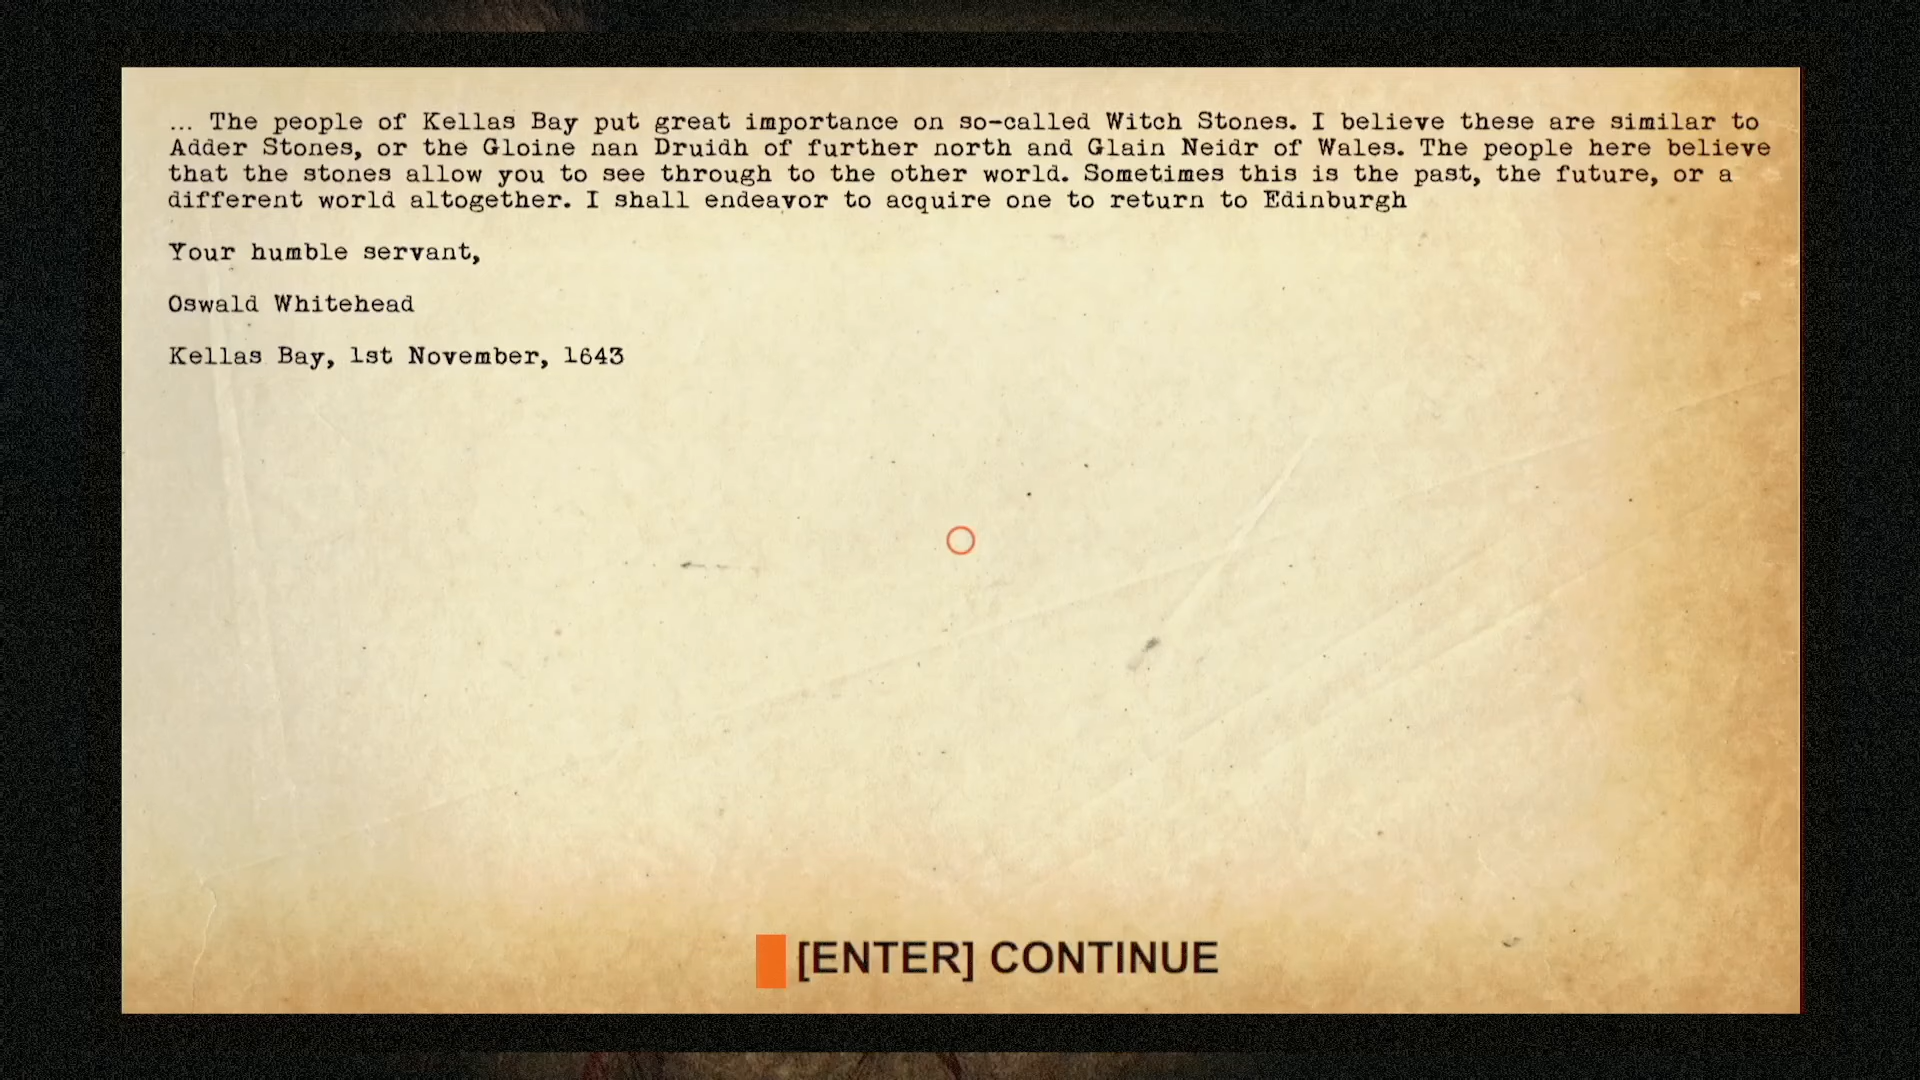 ... The people of Kellas Bay put great importance on so-called Witch Stones. I believe these are similar to
Adder Stones, or the Gloine nan Druidh of further north and Glain Neidr of Wales. The people here believe
that the stones allow you to see through to the other world. Sometimes this is the past, the future, or a
different world altogether. I shall endeavor to acquire one to return to Edinburgh
Your humble servant,
Oswald Whitehead
Kellas Bay, 1st November, 1643
[ENTER] CONTINUE